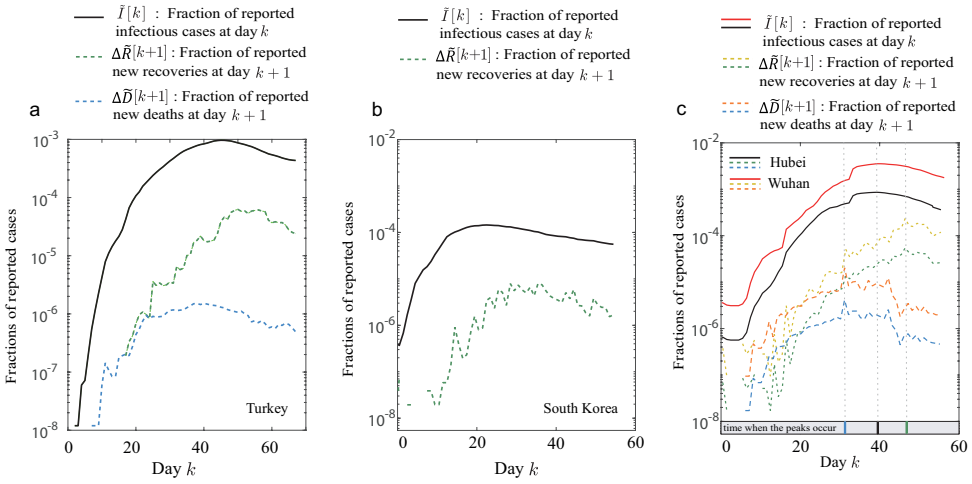 Ĩ[k] : Fraction of reported
infectious cases at day k
ΔR̃[k+1] : Fraction of reported
new recoveries at day k + 1
ΔD̃[k+1] : Fraction of reported
new deaths at day k + 1
a
Fractions of reported cases
10⁻³
10⁻⁴
10⁻⁵
10⁻⁶
10⁻⁷
10⁻⁸
Turkey
0 20 40 60
Day k
Ĩ[k] : Fraction of reported
infectious cases at day k
ΔR̃[k+1] : Fraction of reported
new recoveries at day k + 1
b
Fractions of reported cases
10⁻²
10⁻⁴
10⁻⁶
10⁻⁸
South Korea
0 20 40 60
Day k
Ĩ[k] : Fraction of reported
infectious cases at day k
ΔR̃[k+1] : Fraction of reported
new recoveries at day k + 1
ΔD̃[k+1] : Fraction of reported
new deaths at day k + 1
c
Fractions of reported cases
10⁻²
10⁻⁴
10⁻⁶
10⁻⁸
Hubei
Wuhan
time when the peaks occur
0 20 40 60
Day k